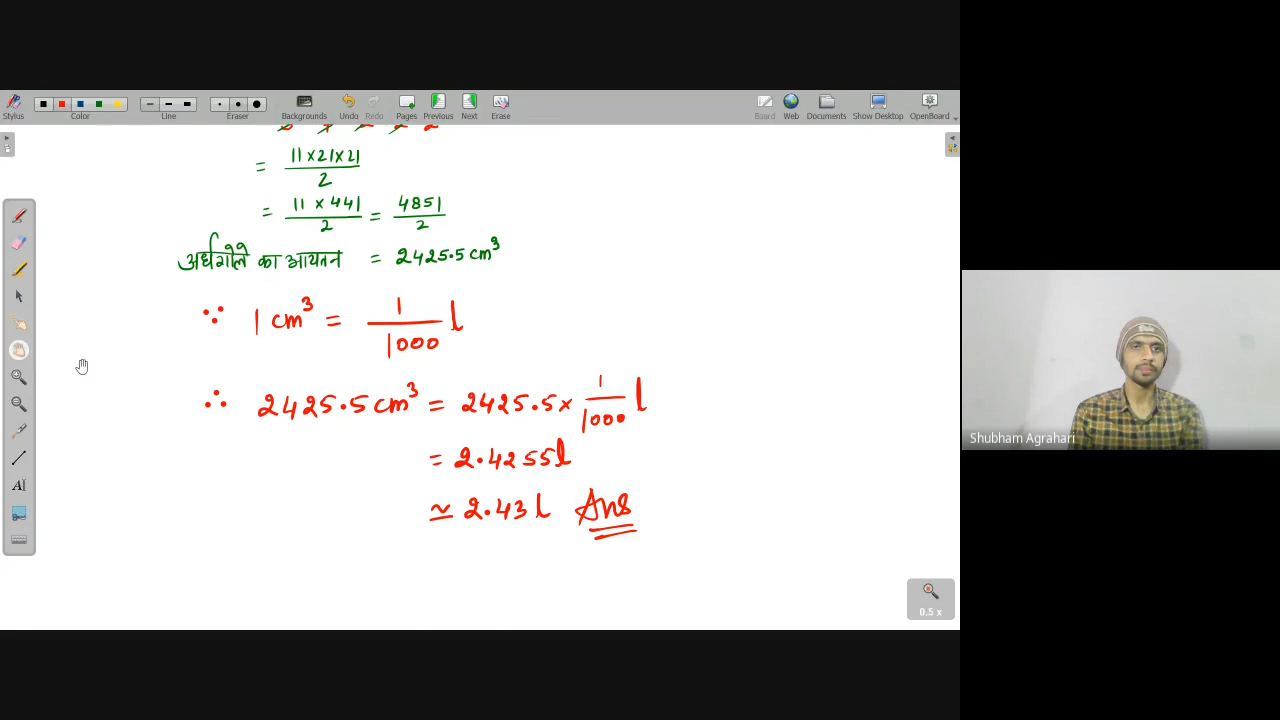 Stylus Color Line Eraser Backgrounds Undo Redo Pages Previous Next Erase Board Web Documents Show Desktop OpenBoard
= 11×21×21 / 2
= 11 × 441 / 2 = 4851 / 2
अर्धगोले का आयतन = 2425.5 cm³
∵ 1 cm³ = 1/1000 l
∴ 2425.5 cm³ = 2425.5 × 1/1000 l
= 2.4255 l
≃ 2.43 l Ans
Shubham Agrahari
0.5 x